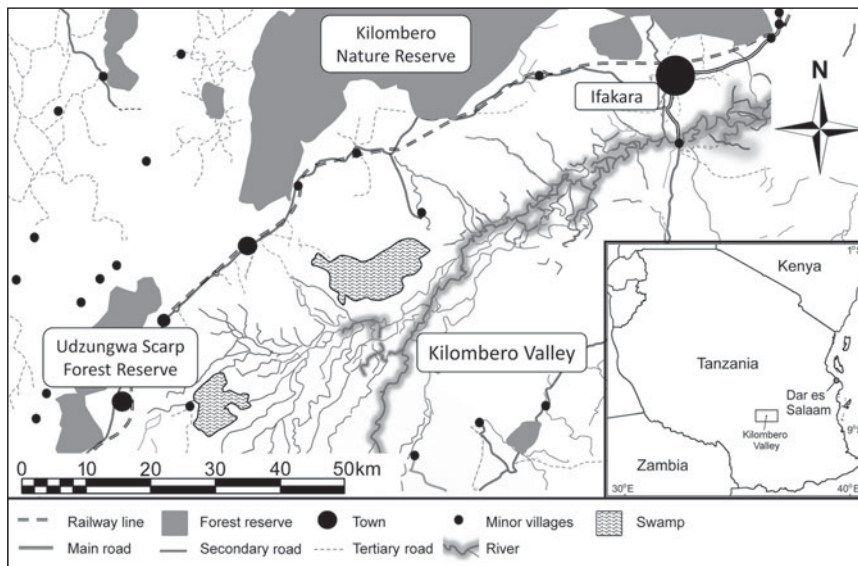 Kilombero
Nature Reserve
Ifakara
N
Udzungwa Scarp
Forest Reserve
Kilombero Valley
0 10 20 30 40 50km
1°S
Kenya
Tanzania
Dar es
Salaam
Kilombero
Valley
9°S
Zambia
30°E
40°E
Railway line
Forest reserve
Town
Minor villages
Swamp
Main road
Secondary road
Tertiary road
River